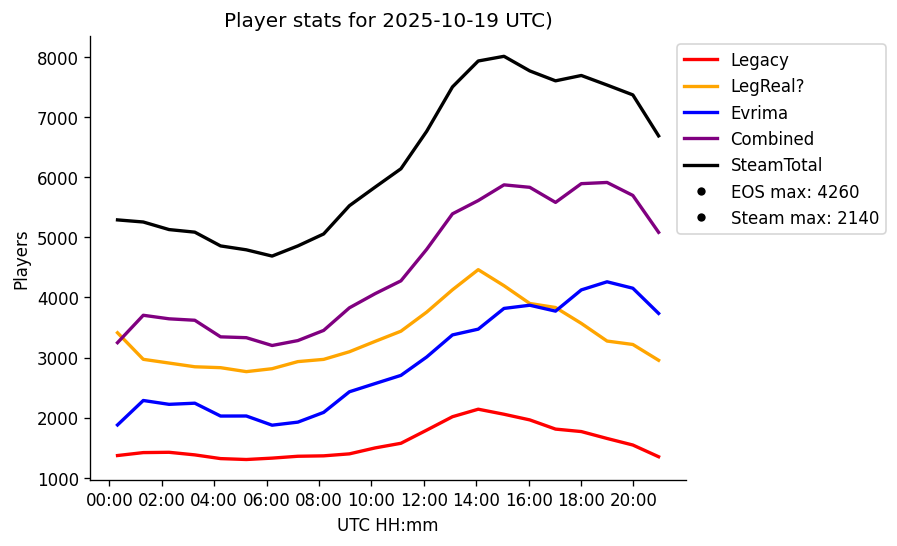 Player stats for 2025-10-19 UTC)
8000
7000
6000
5000
4000
3000
2000
1000
Players
00:00 02:00 04:00 06:00 08:00 10:00 12:00 14:00 16:00 18:00 20:00
UTC HH:mm
Legacy
LegReal?
Evrima
Combined
SteamTotal
EOS max: 4260
Steam max: 2140